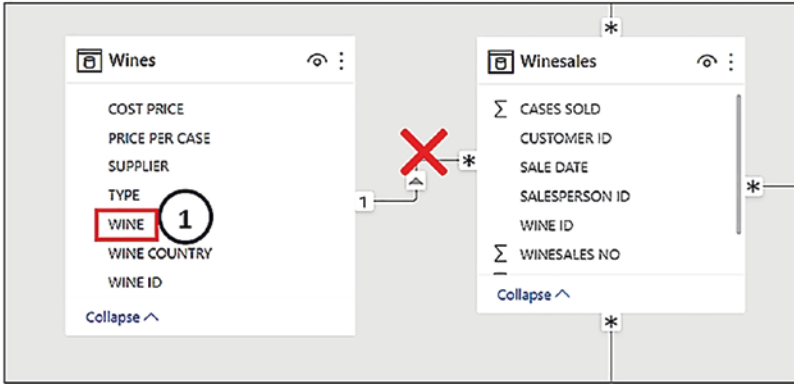 Wines
COST PRICE
PRICE PER CASE
SUPPLIER
TYPE
WINE
1
WINE COUNTRY
WINE ID
Collapse
1
*
*
Winesales
Σ CASES SOLD
CUSTOMER ID
SALE DATE
SALESPERSON ID
WINE ID
Σ WINESALES NO
Collapse
*
*